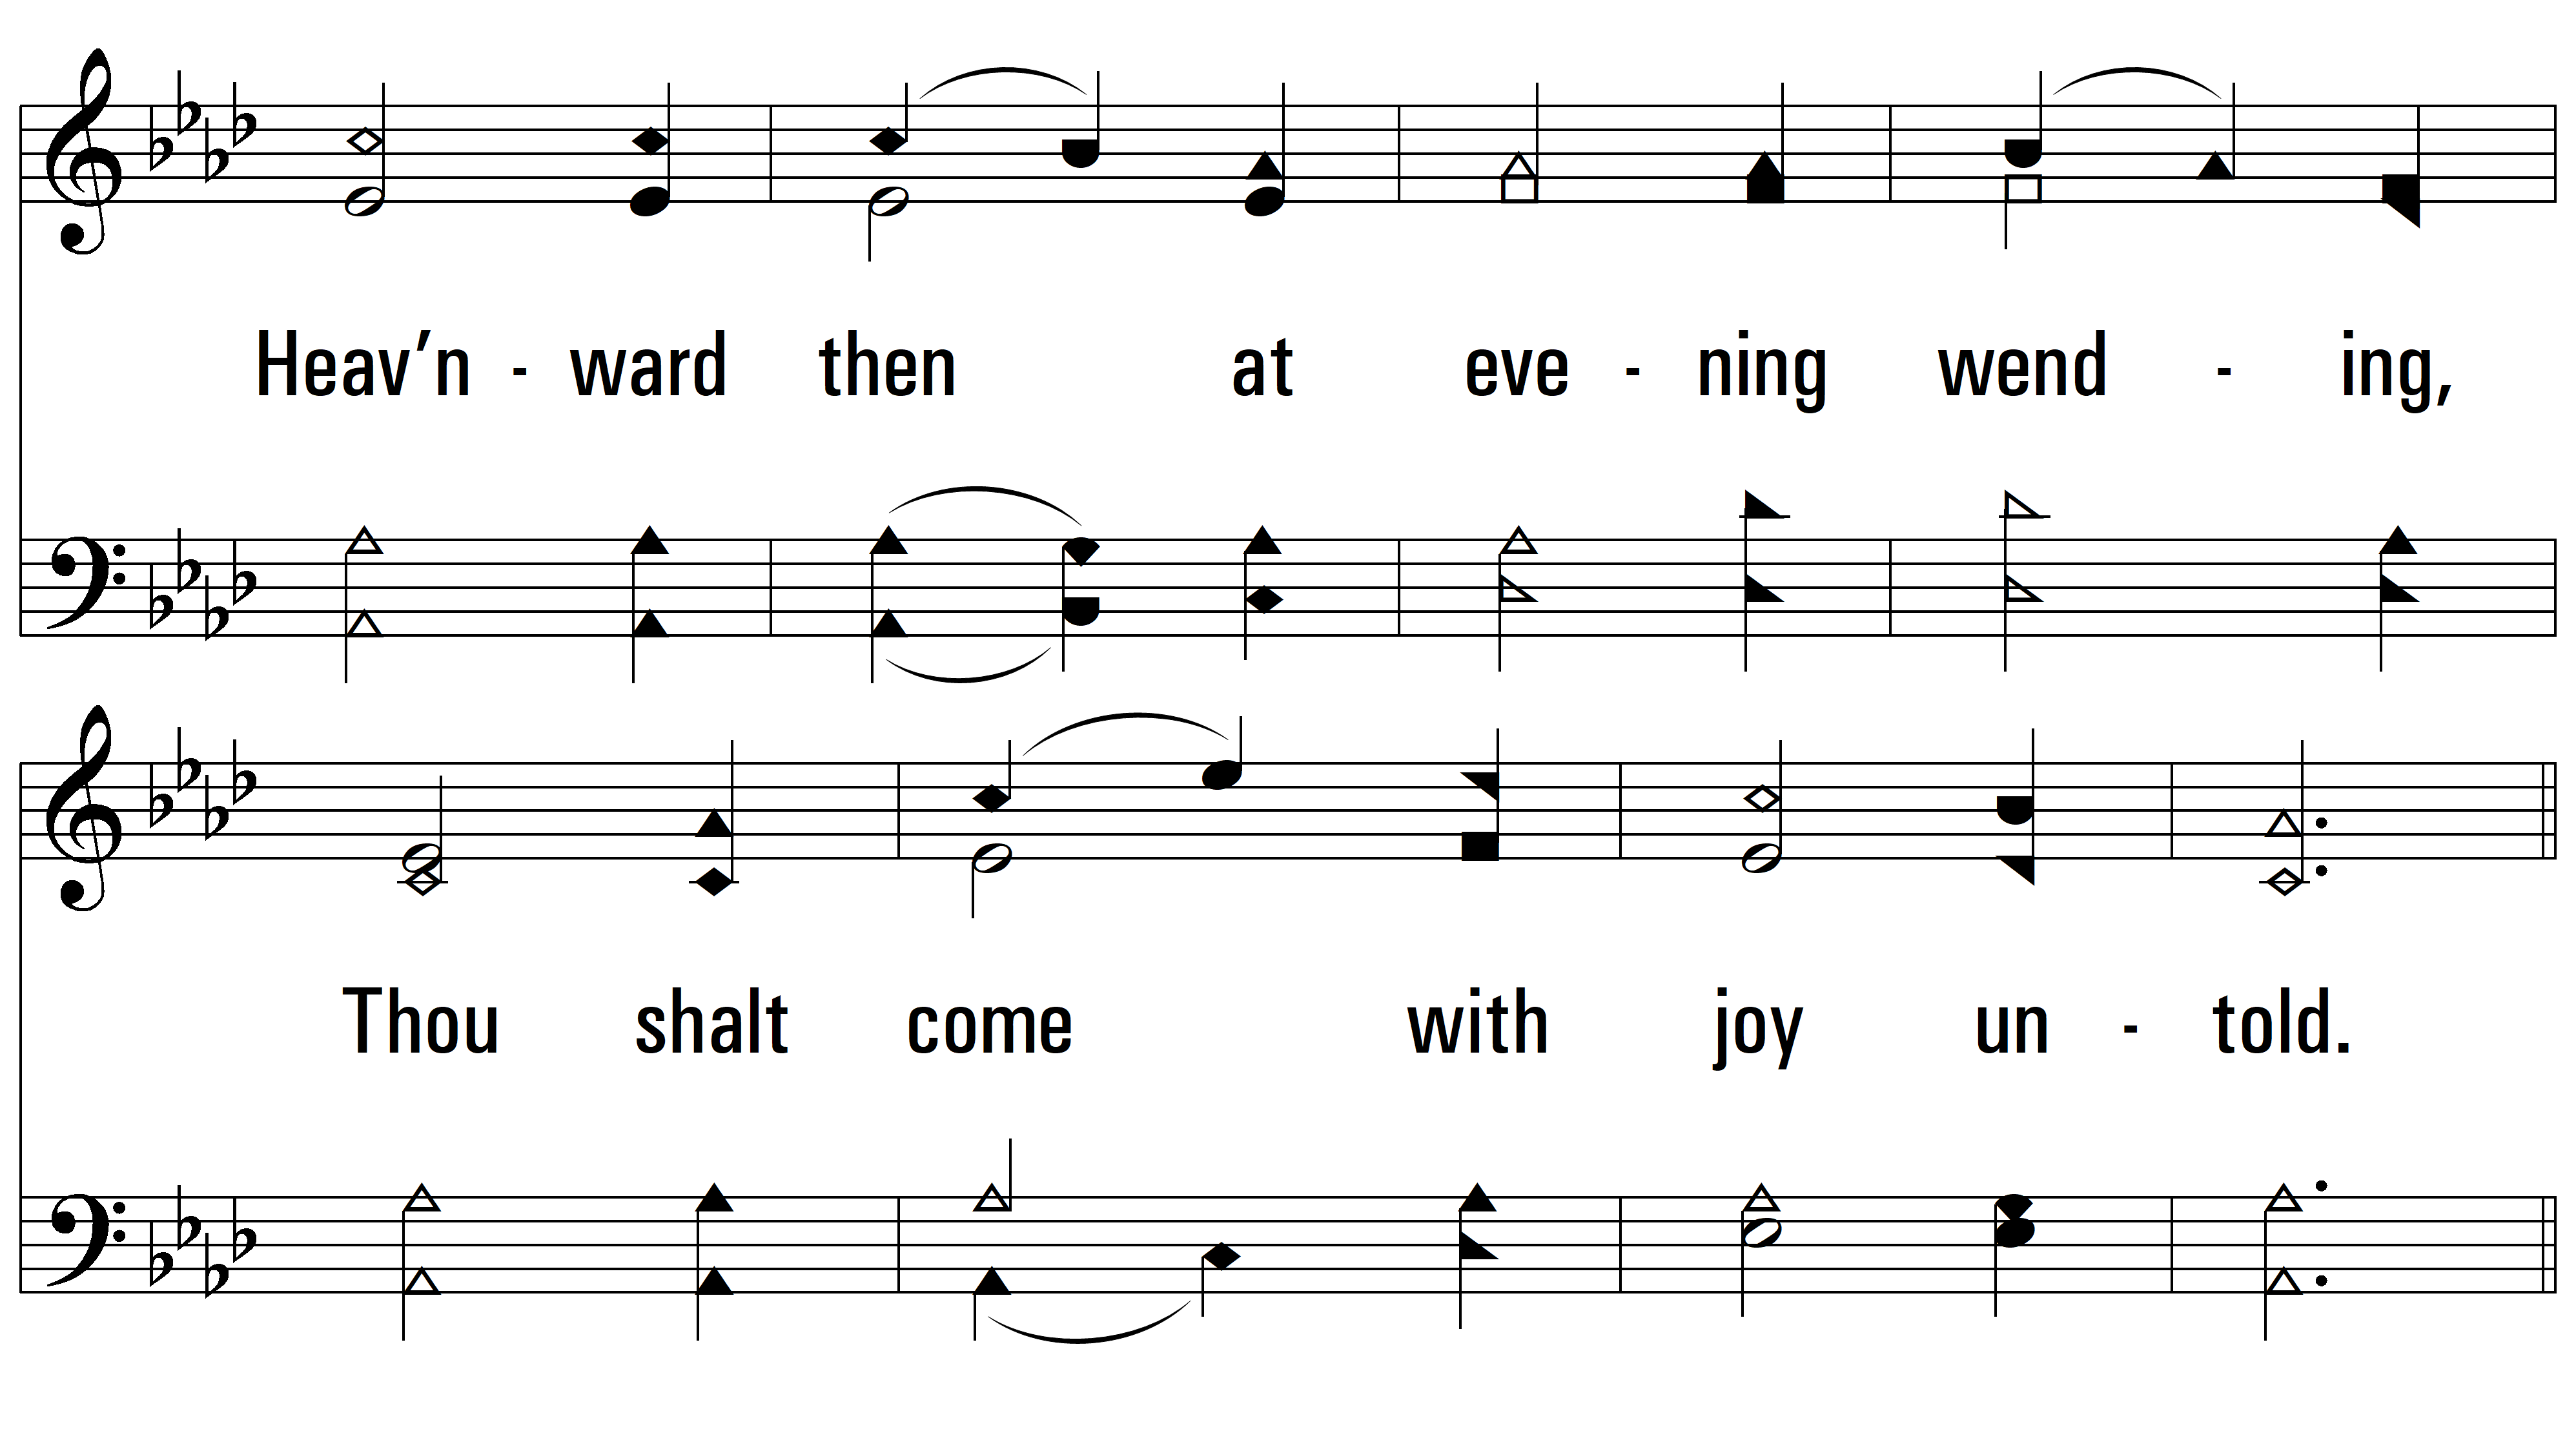 Heav’n - ward then at eve - ning wend - ing,
Thou shalt come with joy un - told.